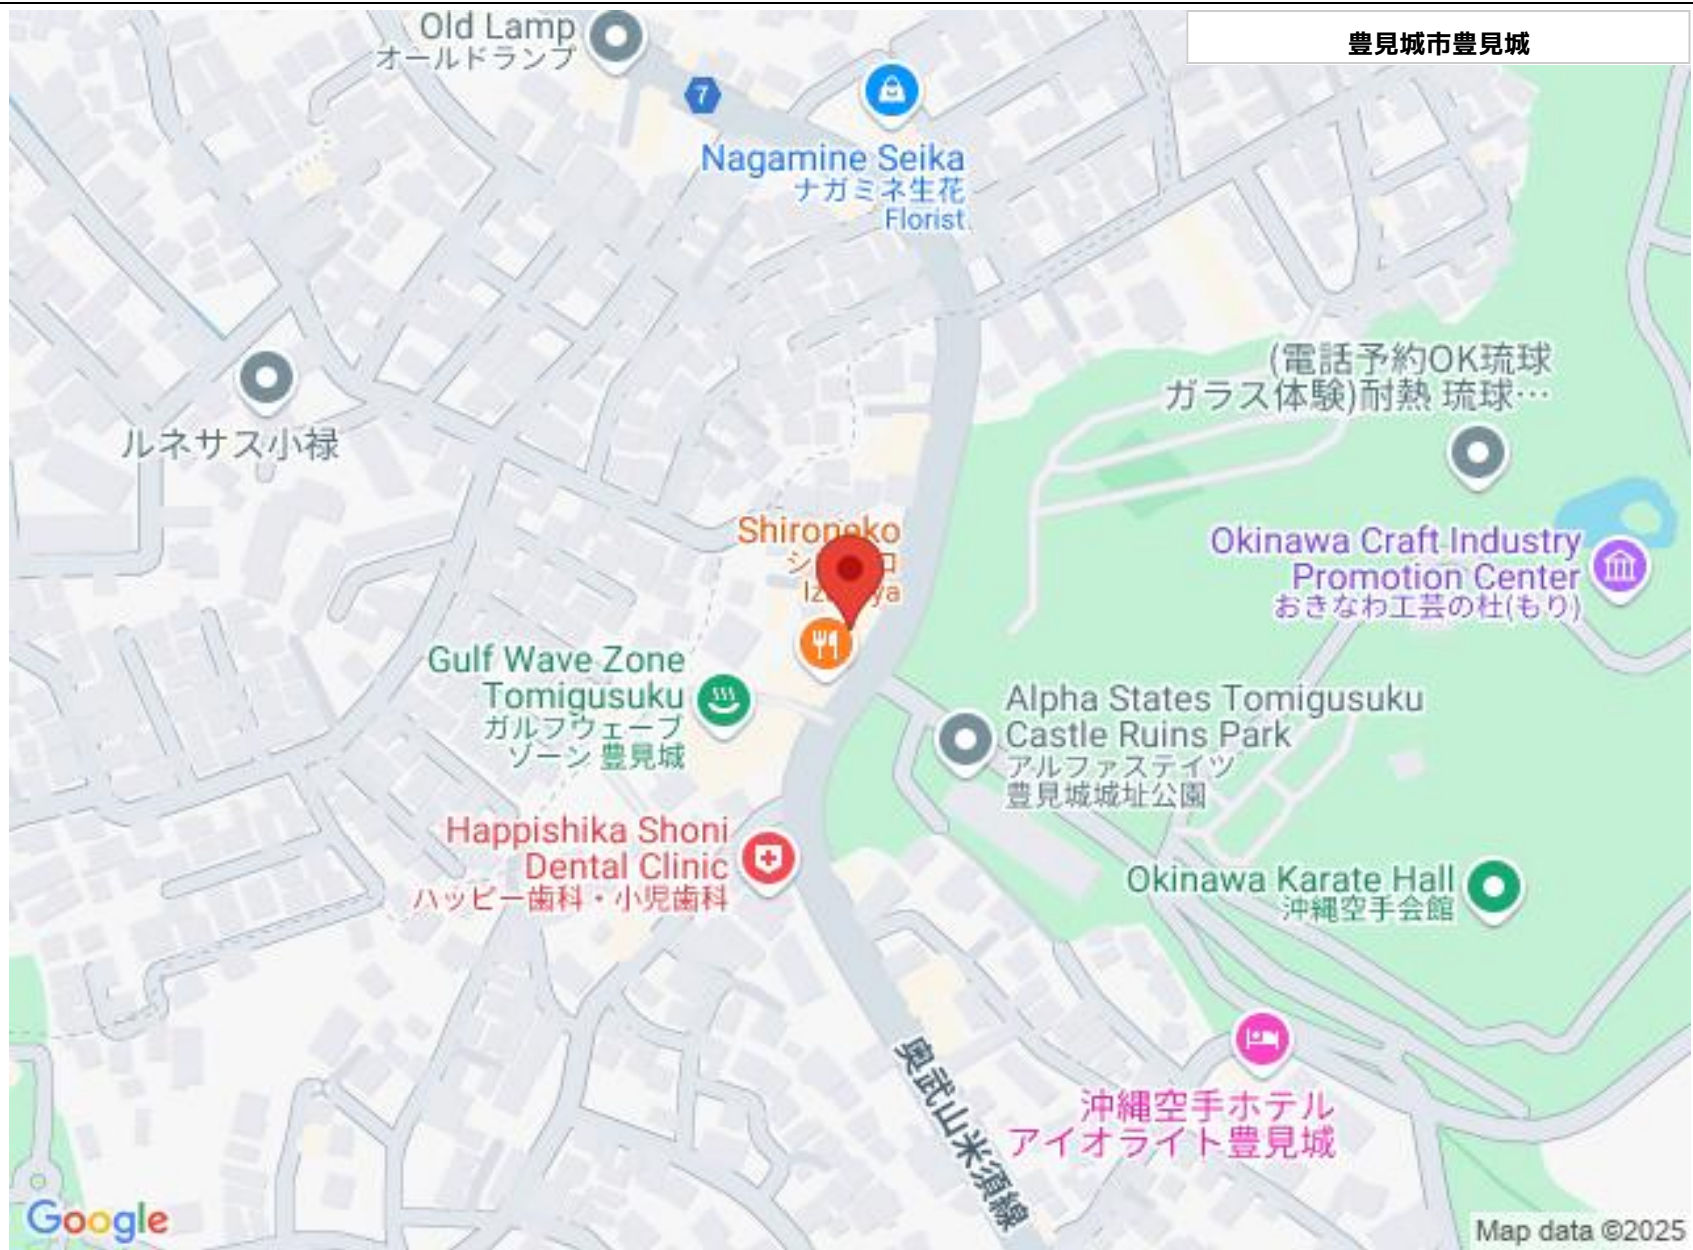 Old Lamp
オールドランプ
豊見城市豊見城
7
Nagamine Seika
ナガミネ生花
Florist
(電話予約OK琉球
ガラス体験)耐熱 琉球…
ルネサス小禄
Shironeko
Okinawa Craft Industry
Promotion Center
おきなわ工芸の杜(もり)
Gulf Wave Zone
Tomigusuku
ガルフウェーブ
ゾーン 豊見城
Alpha States Tomigusuku
Castle Ruins Park
アルファステイツ
豊見城城址公園
Happishika Shoni
Dental Clinic
ハッピー歯科・小児歯科
Okinawa Karate Hall
沖縄空手会館
奥武山米須線
沖縄空手ホテル
アイオライト豊見城
Google
Map data ©2025